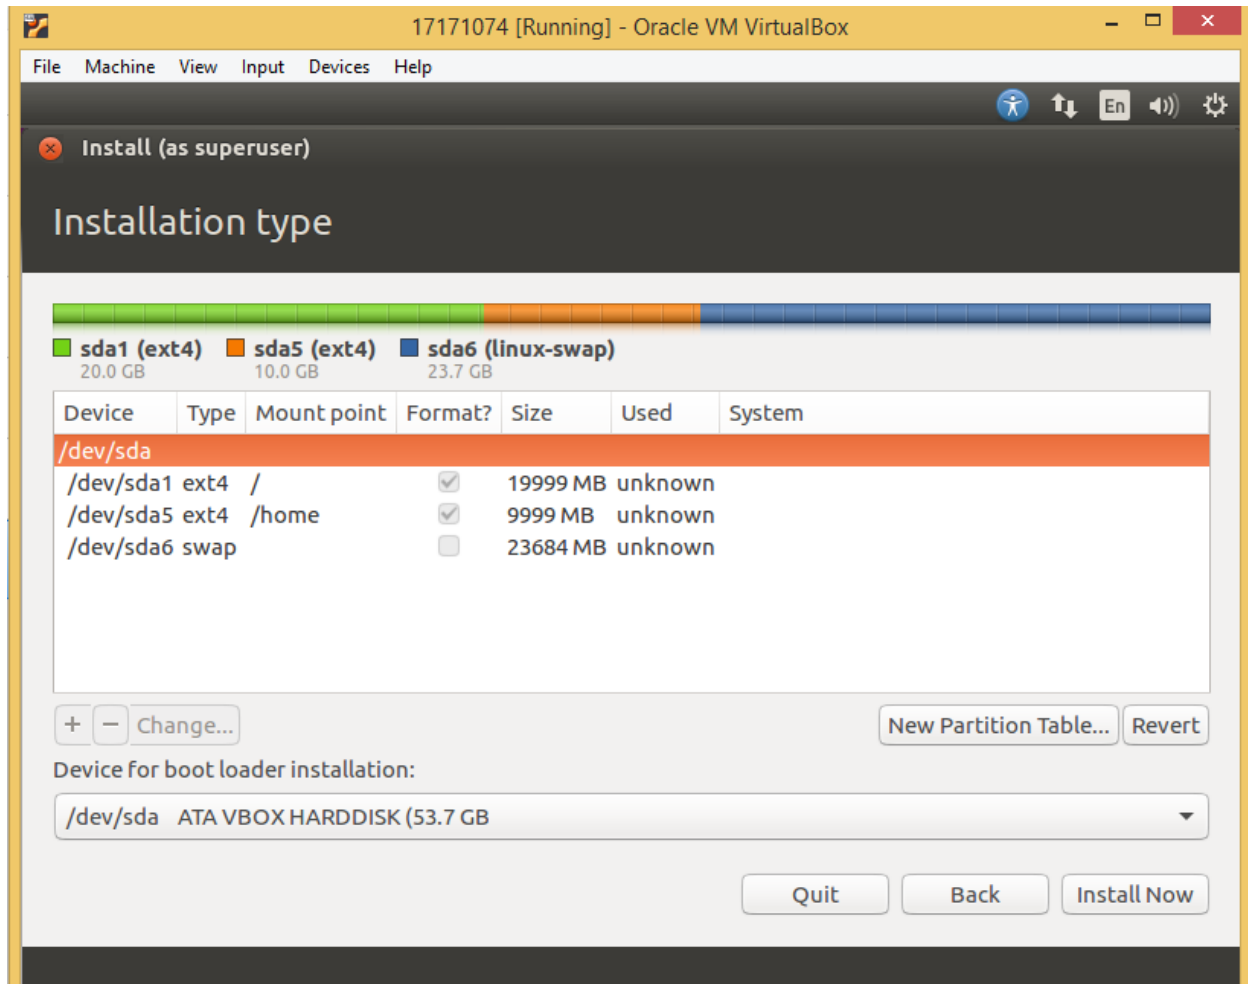 17171074 [Running] - Oracle VM VirtualBox
File Machine View Input Devices Help
En
Install (as superuser)
Installation type
sda1 (ext4) sda5 (ext4) sda6 (linux-swap)
20.0 GB 10.0 GB 23.7 GB
Device Type Mount point Format? Size Used System
/dev/sda
/dev/sda1 ext4 / 19999 MB unknown
/dev/sda5 ext4 /home 9999 MB unknown
/dev/sda6 swap 23684 MB unknown
+ − Change... New Partition Table... Revert
Device for boot loader installation:
/dev/sda ATA VBOX HARDDISK (53.7 GB
Quit Back Install Now